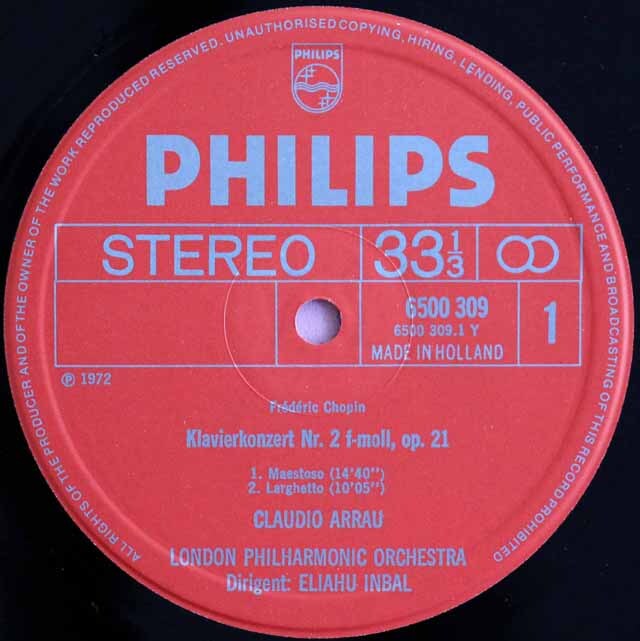 ALL RIGHTS OF THE PRODUCER AND OF THE OWNER OF THE WORK REPRODUCED RESERVED. UNAUTHORISED COPYING, HIRING, LENDING, PUBLIC PERFORMANCE AND BROADCASTING OF THIS RECORD PROHIBITED
PHILIPS
PHILIPS
STEREO 33 1/3
6500 309
6500 309.1 Y
MADE IN HOLLAND
1
℗ 1972
Frédéric Chopin
Klavierkonzert Nr. 2 f-moll, op. 21
1. Maestoso (14'40")
2. Larghetto (10'05")
CLAUDIO ARRAU
LONDON PHILHARMONIC ORCHESTRA
Dirigent: ELIAHU INBAL